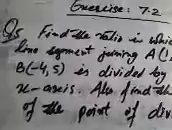 Exercise: 7.2
Q5 Find the ratio in which
line segment joining A(1,
B(-4,5) is divided by
x-axis. Also find the
of the point of div